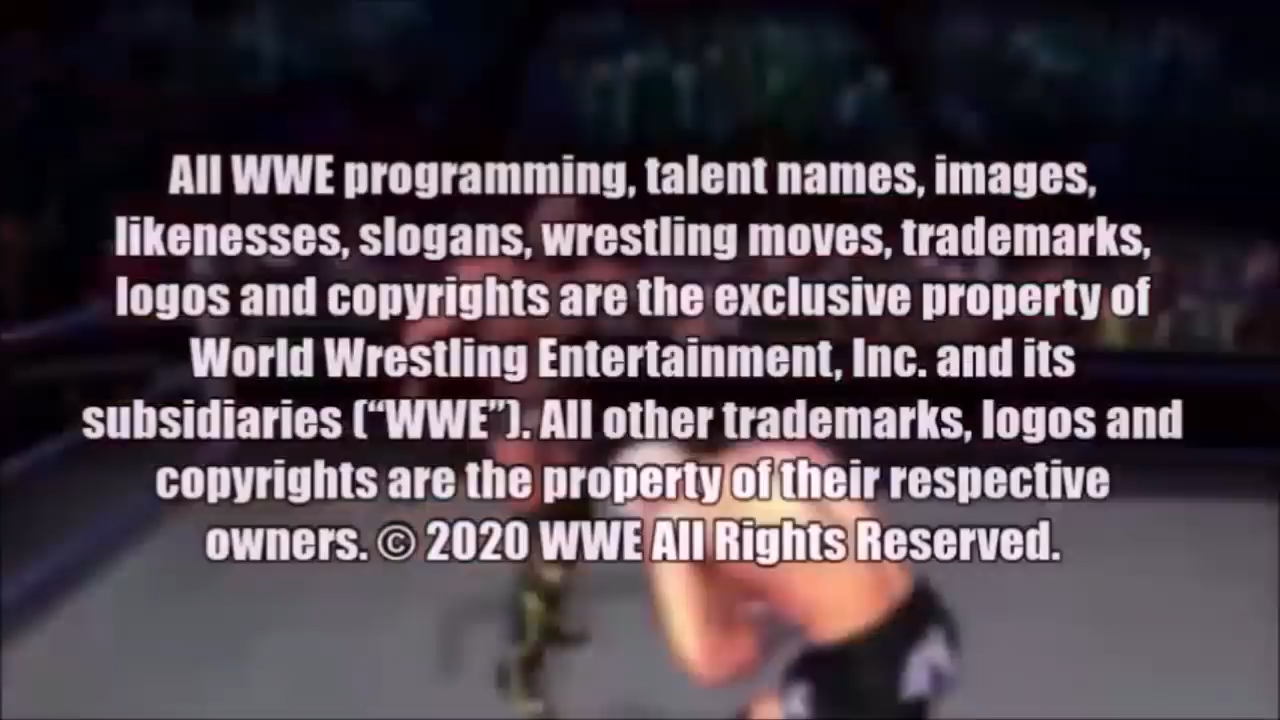 All WWE programming, talent names, images,
likenesses, slogans, wrestling moves, trademarks,
logos and copyrights are the exclusive property of
World Wrestling Entertainment, Inc. and its
subsidiaries (“WWE”). All other trademarks, logos and
copyrights are the property of their respective
owners. © 2020 WWE All Rights Reserved.